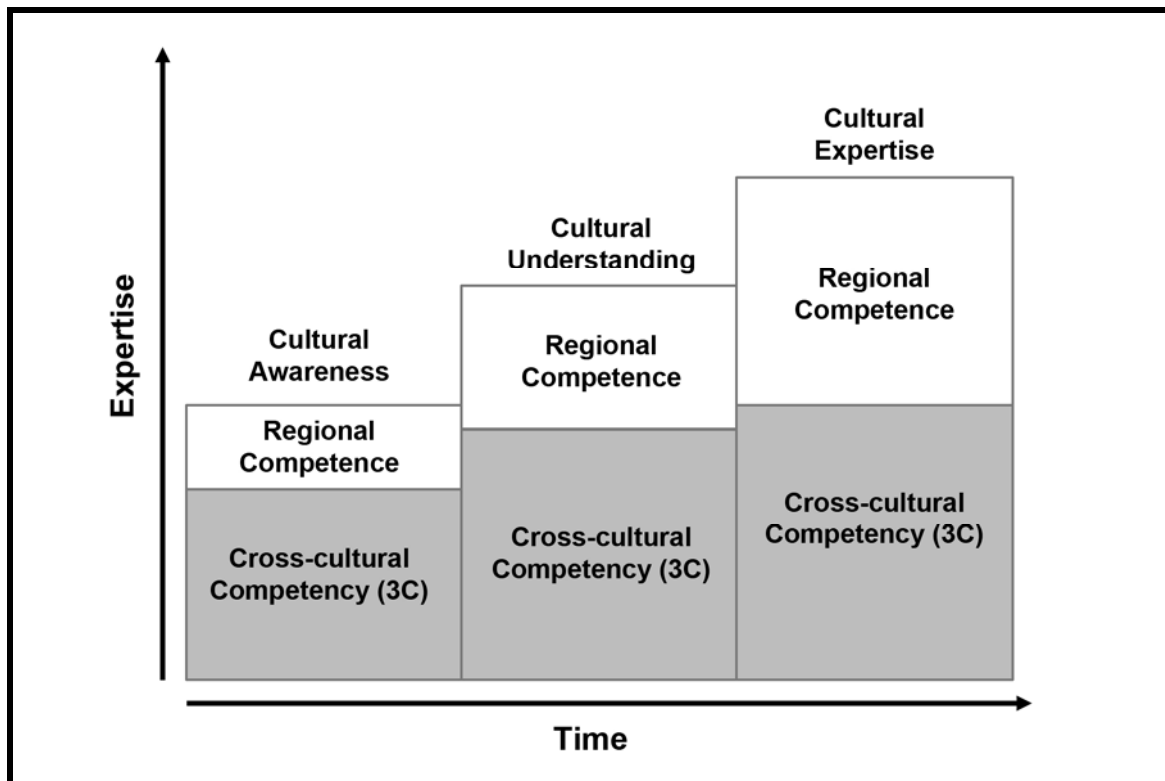 Expertise
Cultural
Awareness
Regional
Competence
Cross-cultural
Competency (3C)
Cultural
Understanding
Regional
Competence
Cross-cultural
Competency (3C)
Cultural
Expertise
Regional
Competence
Cross-cultural
Competency (3C)
Time